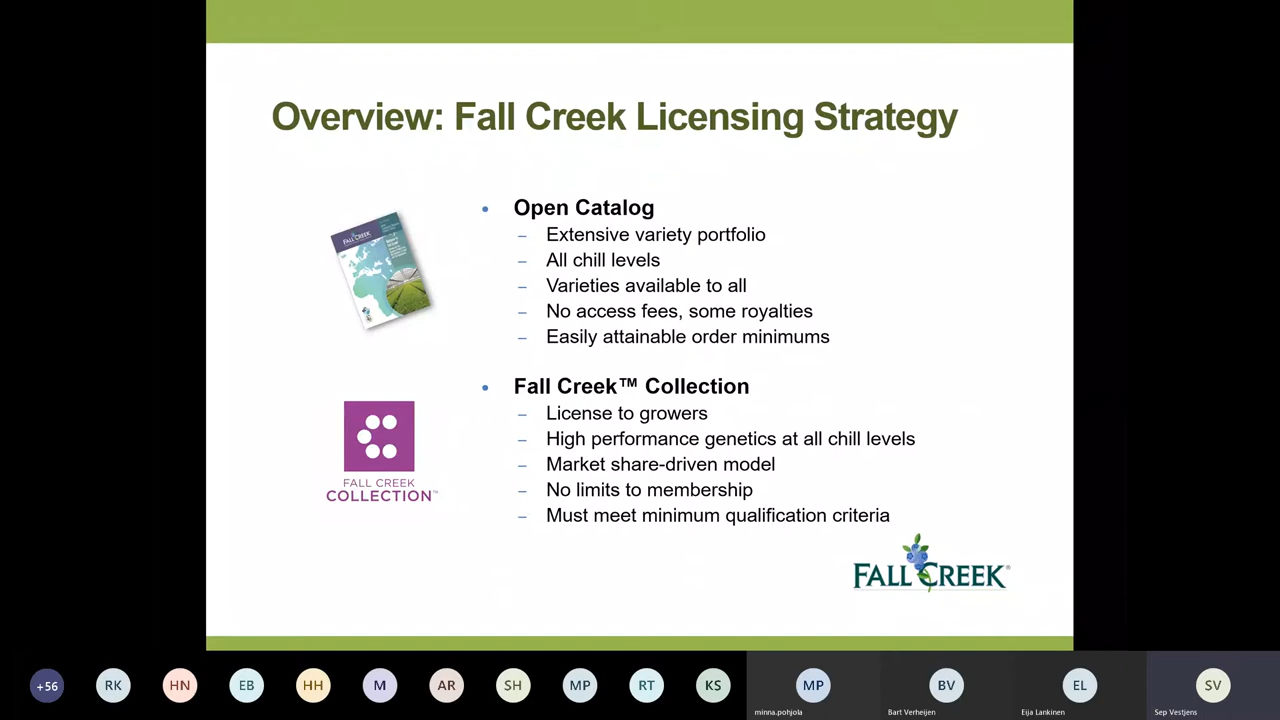 Overview: Fall Creek Licensing Strategy
• Open Catalog
– Extensive variety portfolio
– All chill levels
– Varieties available to all
– No access fees, some royalties
– Easily attainable order minimums
FALL CREEK
• Fall Creek™ Collection
– License to growers
– High performance genetics at all chill levels
– Market share-driven model
– No limits to membership
– Must meet minimum qualification criteria
FALL CREEK
COLLECTION™
FALL CREEK®
+56 RK HN EB HH M AR SH MP RT KS MP BV EL SV
minna.pohjola Bart Verheijen Eija Lankinen Sep Vestjens